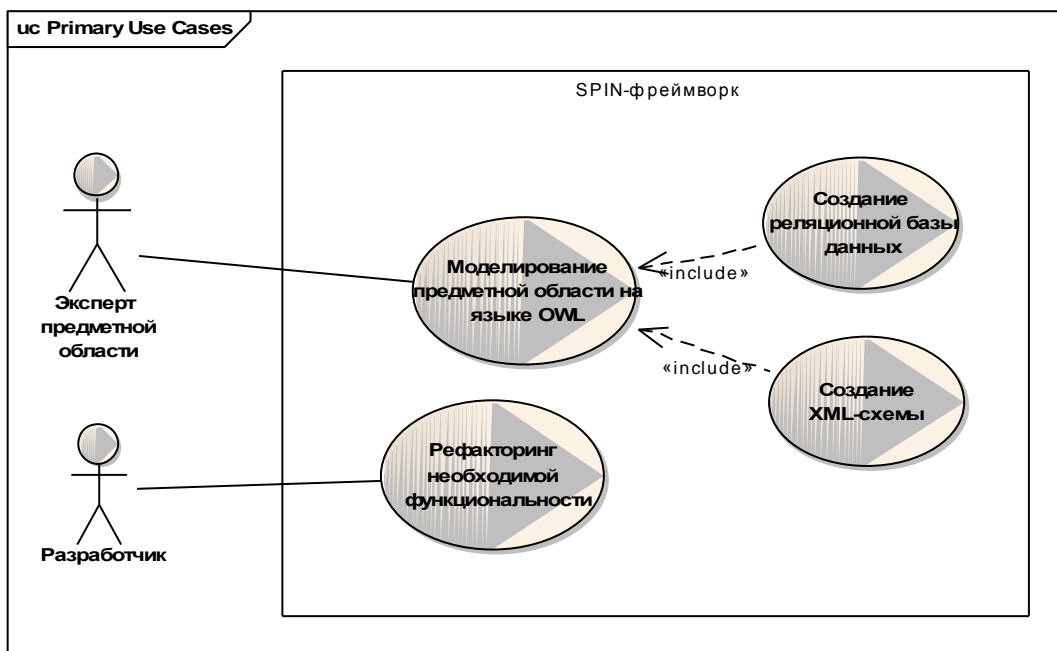 uc Primary Use Cases
SPIN-фреймворк
Эксперт
предметной
области
Моделирование
предметной области на
языке OWL
Создание
реляционной базы
данных
«include»
«include»
Создание
XML-схемы
Рефакторинг
необходимой
функциональности
Разработчик